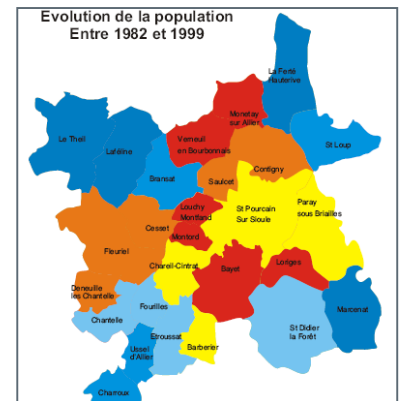 Evolution de la population
Entre 1982 et 1999
La Ferté
Hauterive
Monetay
sur Allier
Le Theil
Laféline
Verneuil
en Bourbonnais
St Loup
Bransat
Saulcet
Contigny
Louchy
Montfand
St Pourcain
Sur Sioule
Paray
sous Briailles
Cesset
Montord
Fleuriel
Chareil-Cintrat
Bayet
Loriges
Deneuille
lès Chantelle
Fourilles
Chantelle
Marcenat
Etroussat
St Didier
la Forêt
Ussel
d'Allier
Barberier
Charroux